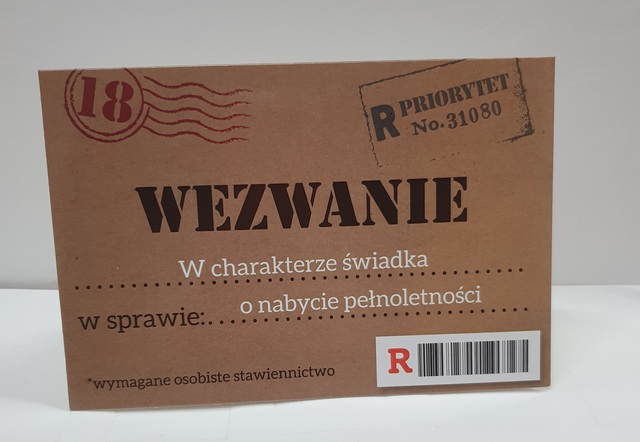 18
R PRIORYTET
No. 31080
WEZWANIE
W charakterze świadka
w sprawie: o nabycie pełnoletności
*wymagane osobiste stawiennictwo
R